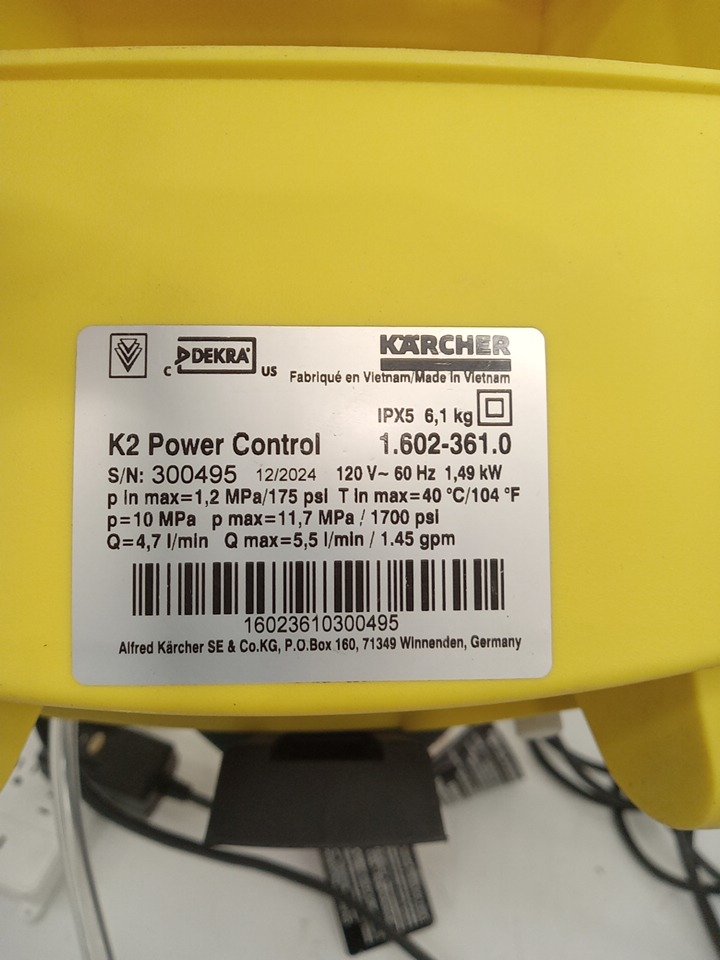 C DEKRA US
KÄRCHER
Fabriqué en Vietnam/Made in Vietnam
IPX5 6,1 kg
K2 Power Control 1.602-361.0
S/N: 300495 12/2024 120 V~ 60 Hz 1,49 kW
p in max=1,2 MPa/175 psi T in max=40 °C/104 °F
p=10 MPa p max=11,7 MPa / 1700 psi
Q=4,7 l/min Q max=5,5 l/min / 1.45 gpm
16023610300495
Alfred Kärcher SE & Co.KG, P.O.Box 160, 71349 Winnenden, Germany